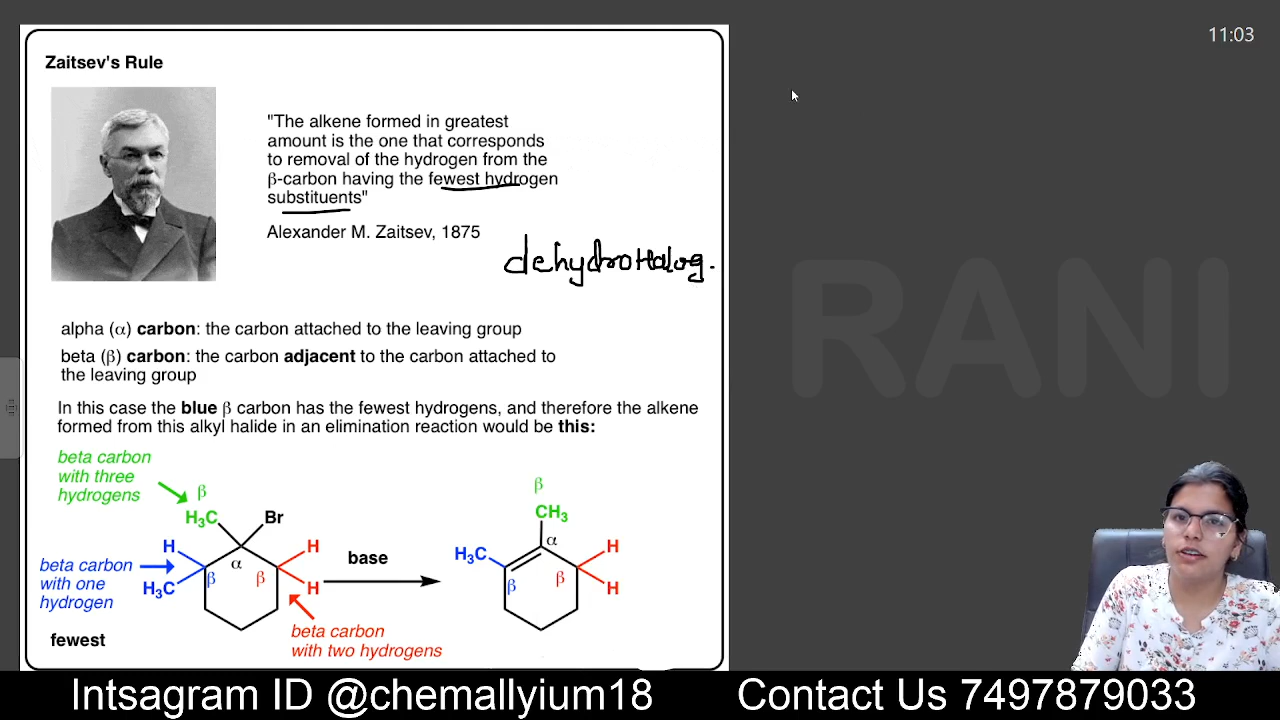 11:03
Zaitsev's Rule
"The alkene formed in greatest
amount is the one that corresponds
to removal of the hydrogen from the
β-carbon having the fewest hydrogen
substituents"
Alexander M. Zaitsev, 1875
dehydroHalog.
RANI
alpha (α) carbon: the carbon attached to the leaving group
beta (β) carbon: the carbon adjacent to the carbon attached to
the leaving group
In this case the blue β carbon has the fewest hydrogens, and therefore the alkene
formed from this alkyl halide in an elimination reaction would be this:
beta carbon
with three
hydrogens
β
H₃C
Br
H
α
H
beta carbon
with one
hydrogen
β
β
H₃C
H
fewest
beta carbon
with two hydrogens
base
β
CH₃
α
H₃C
H
β
β
H
Intsagram ID @chemallyium18
Contact Us 7497879033